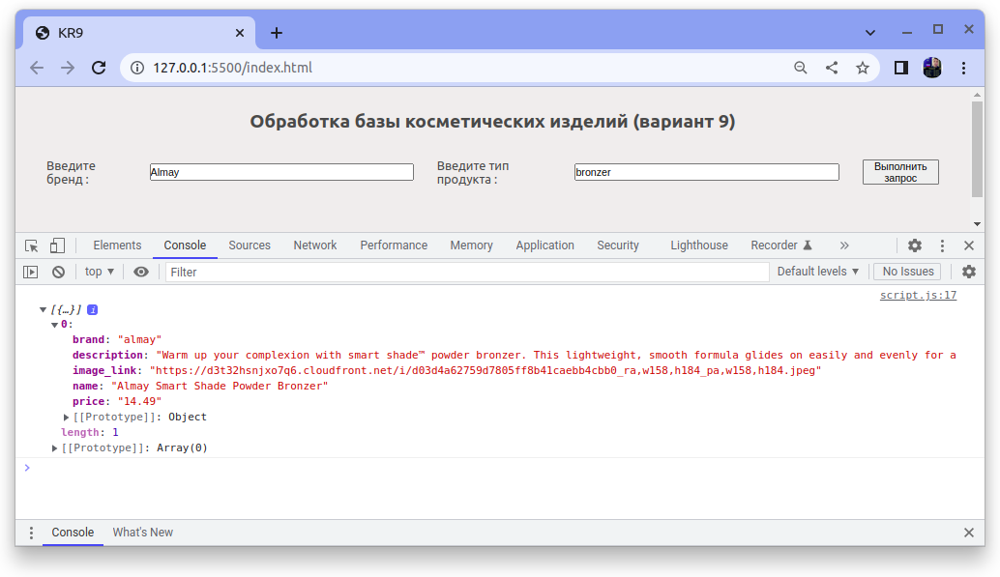 KR9
127.0.0.1:5500/index.html
Обработка базы косметических изделий (вариант 9)
Введите бренд :
Almay
Введите тип продукта :
bronzer
Выполнить запрос
Elements Console Sources Network Performance Memory Application Security Lighthouse Recorder »
top ▼ Filter Default levels ▼ No Issues
script.js:17
▼ [{…}] i
▼ 0:
brand: "almay"
description: "Warm up your complexion with smart shade™ powder bronzer. This lightweight, smooth formula glides on easily and evenly for a
image_link: "https://d3t32hsnjxo7q6.cloudfront.net/i/d03d4a62759d7805ff8b41caebb4cbb0_ra,w158,h184_pa,w158,h184.jpeg"
name: "Almay Smart Shade Powder Bronzer"
price: "14.49"
▶ [[Prototype]]: Object
length: 1
▶ [[Prototype]]: Array(0)
>
Console What's New